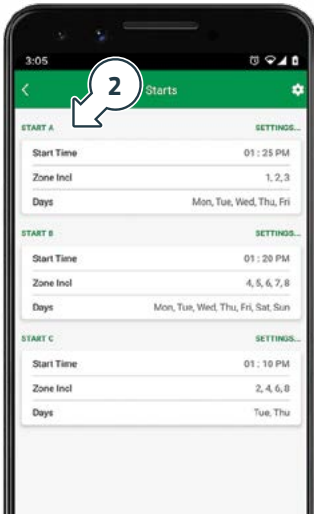 3:05
2
Starts
START A SETTINGS...
Start Time 01 : 25 PM
Zone Incl 1, 2, 3
Days Mon, Tue, Wed, Thu, Fri
START B SETTINGS...
Start Time 01 : 20 PM
Zone Incl 4, 5, 6, 7, 8
Days Mon, Tue, Wed, Thu, Fri, Sat, Sun
START C SETTINGS...
Start Time 01 : 10 PM
Zone Incl 2, 4, 6, 8
Days Tue, Thu